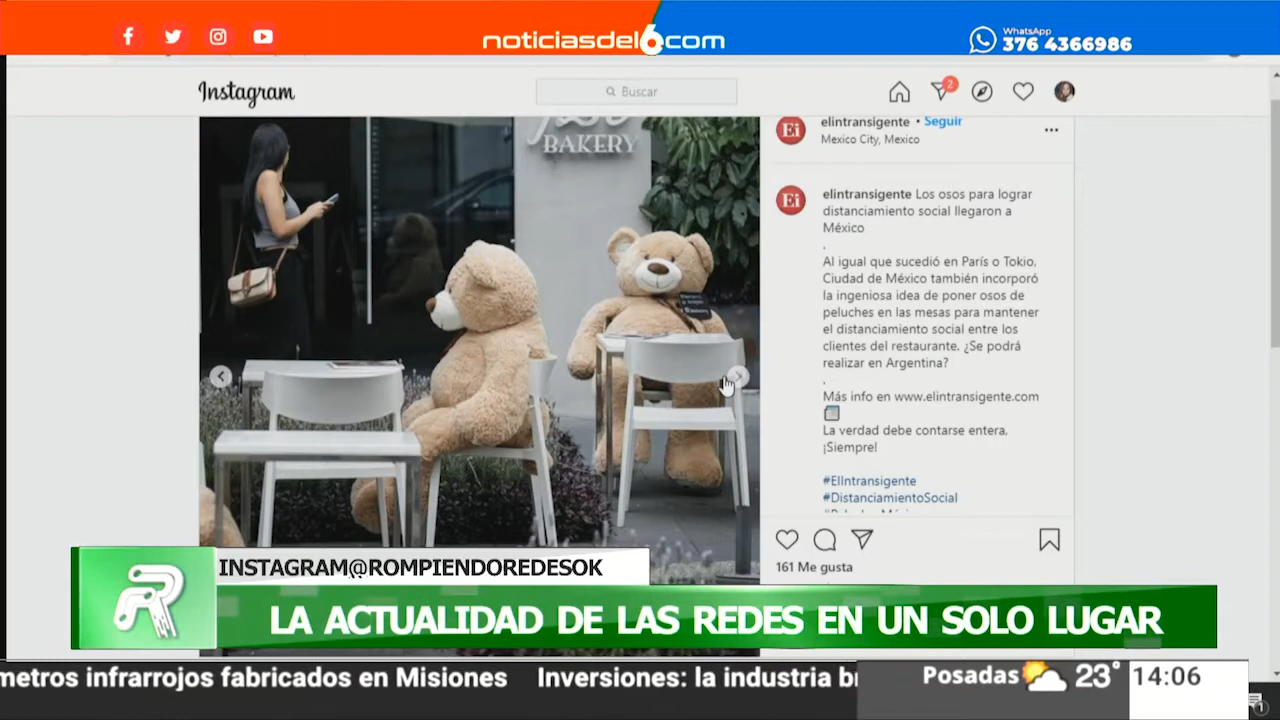 noticiasdel6.com
WhatsApp
376 4366986
Instagram
Buscar
2
BAKERY
Ei
elintransigente • Seguir
Mexico City, Mexico
Ei
elintransigente Los osos para lograr
distanciamiento social llegaron a
México
.
Al igual que sucedió en París o Tokio,
Ciudad de México también incorporó
la ingeniosa idea de poner osos de
peluches en las mesas para mantener
el distanciamiento social entre los
clientes del restaurante. ¿Se podrá
realizar en Argentina?
.
Más info en www.elintransigente.com
La verdad debe contarse entera,
¡Siempre!
#ElIntransigente
#DistanciamientoSocial
161 Me gusta
INSTAGRAM@ROMPIENDOREDESOK
R
LA ACTUALIDAD DE LAS REDES EN UN SOLO LUGAR
metros infrarrojos fabricados en Misiones Inversiones: la industria
Posadas 23° 14:06
1